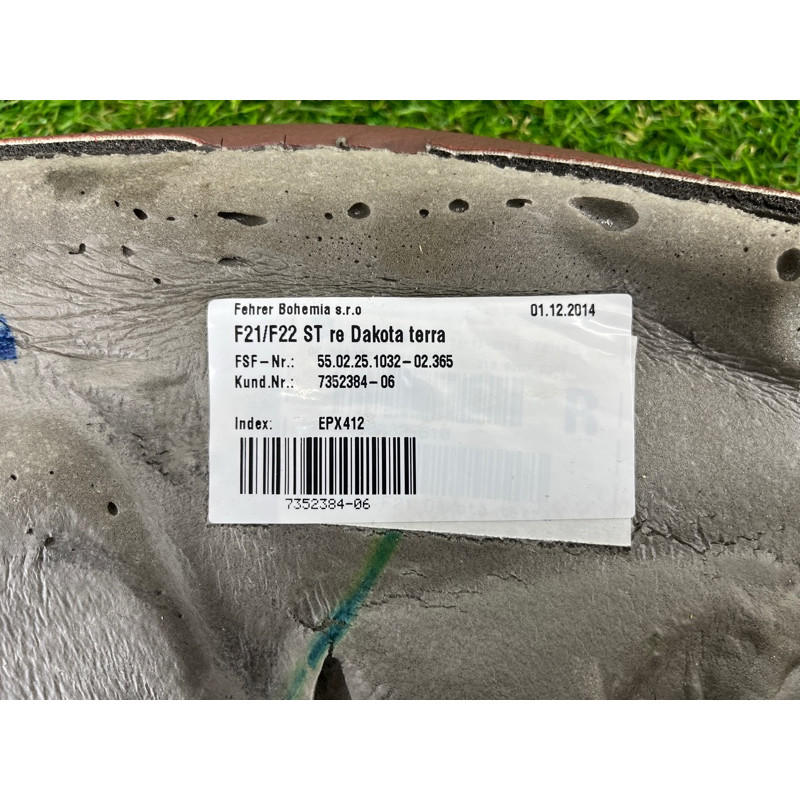 Fehrer Bohemia s.r.o 01.12.2014
F21/F22 ST re Dakota terra
FSF-Nr.: 55.02.25.1032-02.365
Kund.Nr.: 7352384-06
Index: EPX412
7352384-06
R